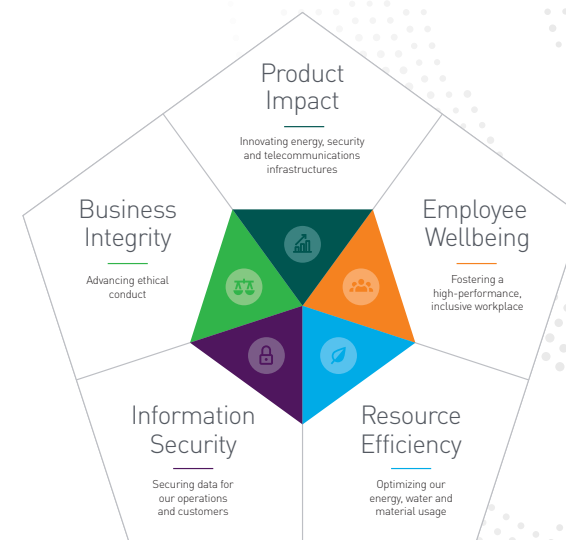 Product
Impact
Innovating energy, security
and telecommunications
infrastructures
Business
Integrity
Advancing ethical
conduct
Employee
Wellbeing
Fostering a
high-performance,
inclusive workplace
Information
Security
Securing data for
our operations
and customers
Resource
Efficiency
Optimizing our
energy, water and
material usage